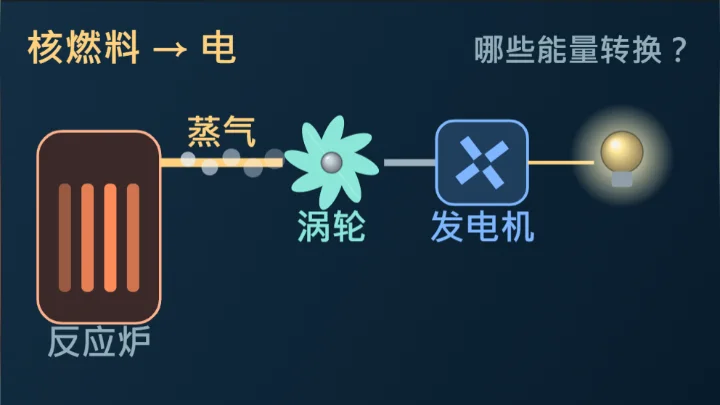 核燃料 → 电
哪些能量转换？
蒸气
涡轮
发电机
反应炉